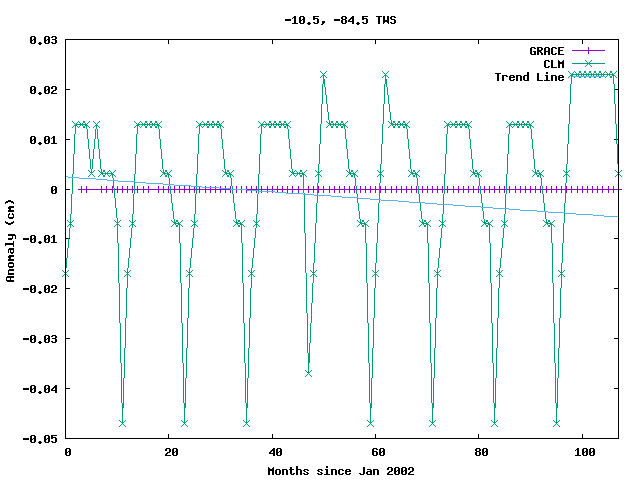 -10.5, -84.5 TWS
GRACE
CLM
Trend Line
0.03
0.02
0.01
0
-0.01
-0.02
-0.03
-0.04
-0.05
Anomaly (cm)
0 20 40 60 80 100
Months since Jan 2002